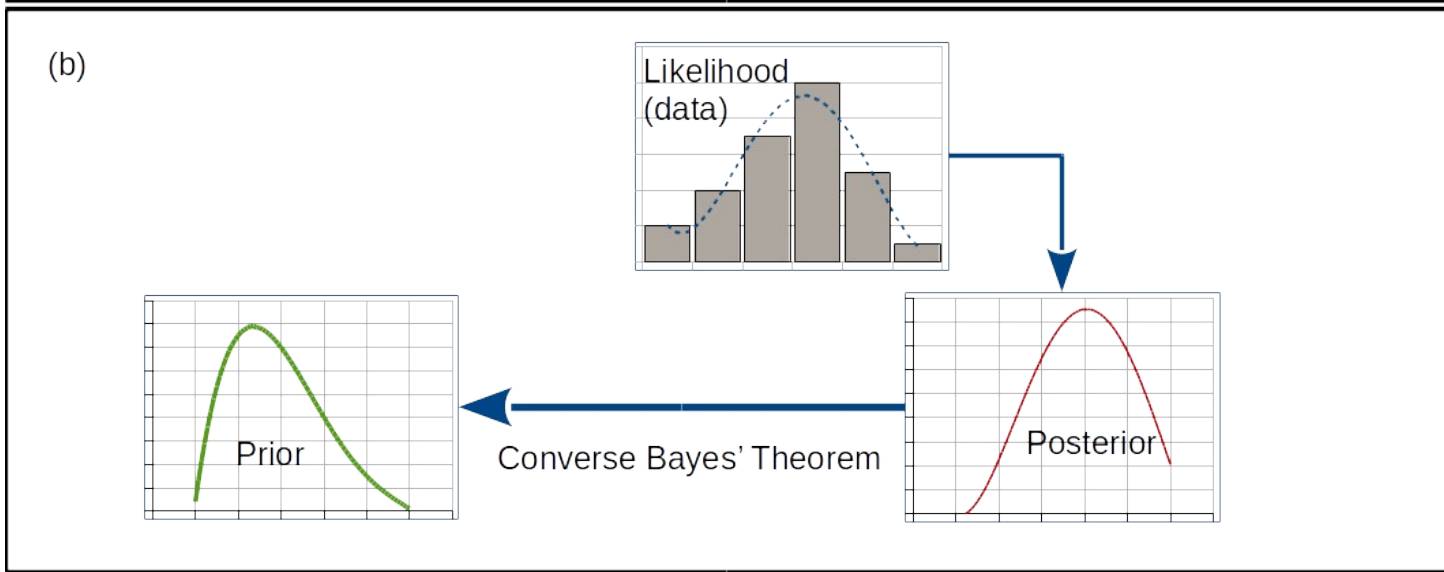 (b)
Likelihood
(data)
Prior
Converse Bayes’ Theorem
Posterior